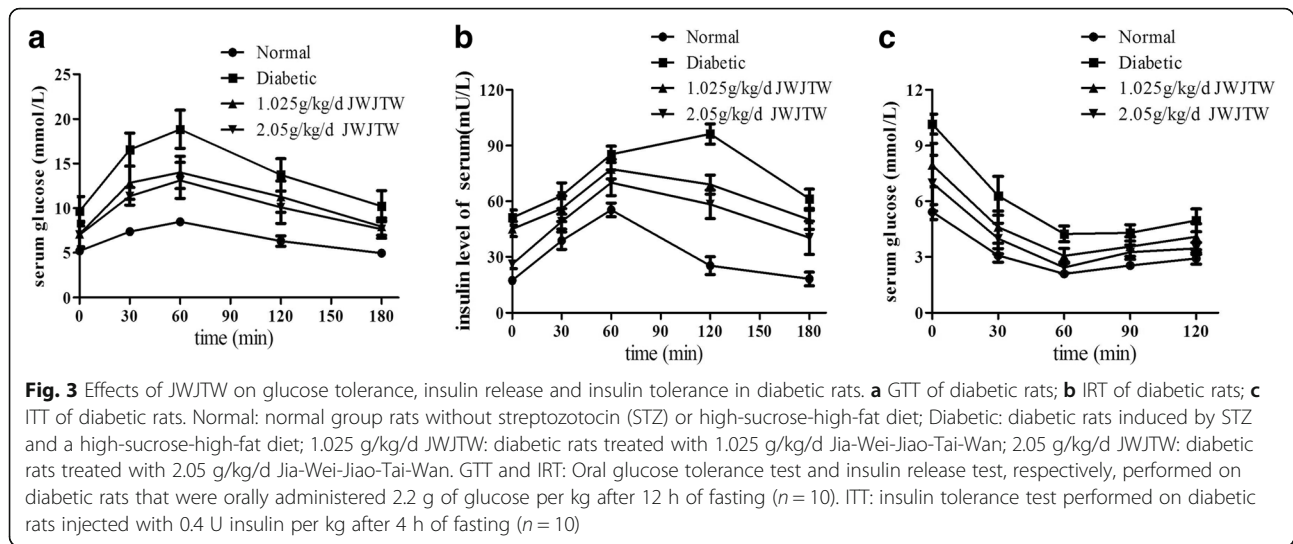 a
Normal
Diabetic
1.025g/kg/d JWJTW
2.05g/kg/d JWJTW
serum glucose (mmol/L)
25
20
15
10
5
0
0 30 60 90 120 150 180
time (min)
b
Normal
Diabetic
1.025g/kg/d JWJTW
2.05g/kg/d JWJTW
insulin level of serum(mU/L)
120
90
60
30
0
0 30 60 90 120 150 180
time (min)
c
Normal
Diabetic
1.025g/kg/d JWJTW
2.05g/kg/d JWJTW
serum glucose (mmol/L)
12
9
6
3
0
0 30 60 90 120
time (min)
Fig. 3 Effects of JWJTW on glucose tolerance, insulin release and insulin tolerance in diabetic rats. a GTT of diabetic rats; b IRT of diabetic rats; c
ITT of diabetic rats. Normal: normal group rats without streptozotocin (STZ) or high-sucrose-high-fat diet; Diabetic: diabetic rats induced by STZ
and a high-sucrose-high-fat diet; 1.025 g/kg/d JWJTW: diabetic rats treated with 1.025 g/kg/d Jia-Wei-Jiao-Tai-Wan; 2.05 g/kg/d JWJTW: diabetic
rats treated with 2.05 g/kg/d Jia-Wei-Jiao-Tai-Wan. GTT and IRT: Oral glucose tolerance test and insulin release test, respectively, performed on
diabetic rats that were orally administered 2.2 g of glucose per kg after 12 h of fasting (n = 10). ITT: insulin tolerance test performed on diabetic
rats injected with 0.4 U insulin per kg after 4 h of fasting (n = 10)